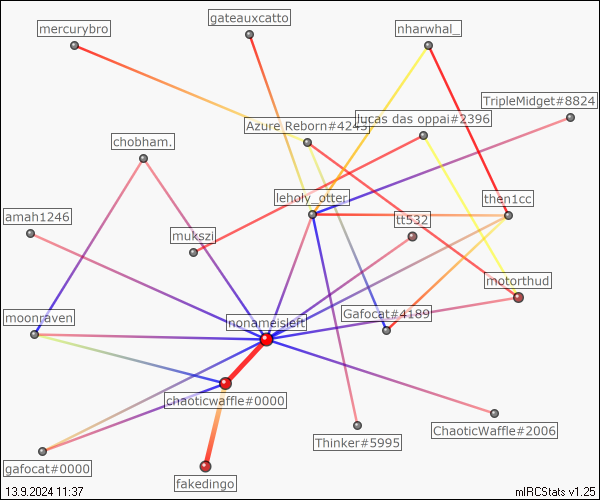 gateauxcatto
mercurybro
nharwhal_
TripleMidget#8824
lucas das oppai#2396
Azure Reborn#4243
chobham.
leholy_otter
then1cc
amah1246
tt532
mukszi
motorthud
Gafocat#4189
moonraven
nonameisleft
chaoticwaffle#0000
ChaoticWaffle#2006
Thinker#5995
gafocat#0000
fakedingo
13.9.2024 11:37
mIRCStats v1.25